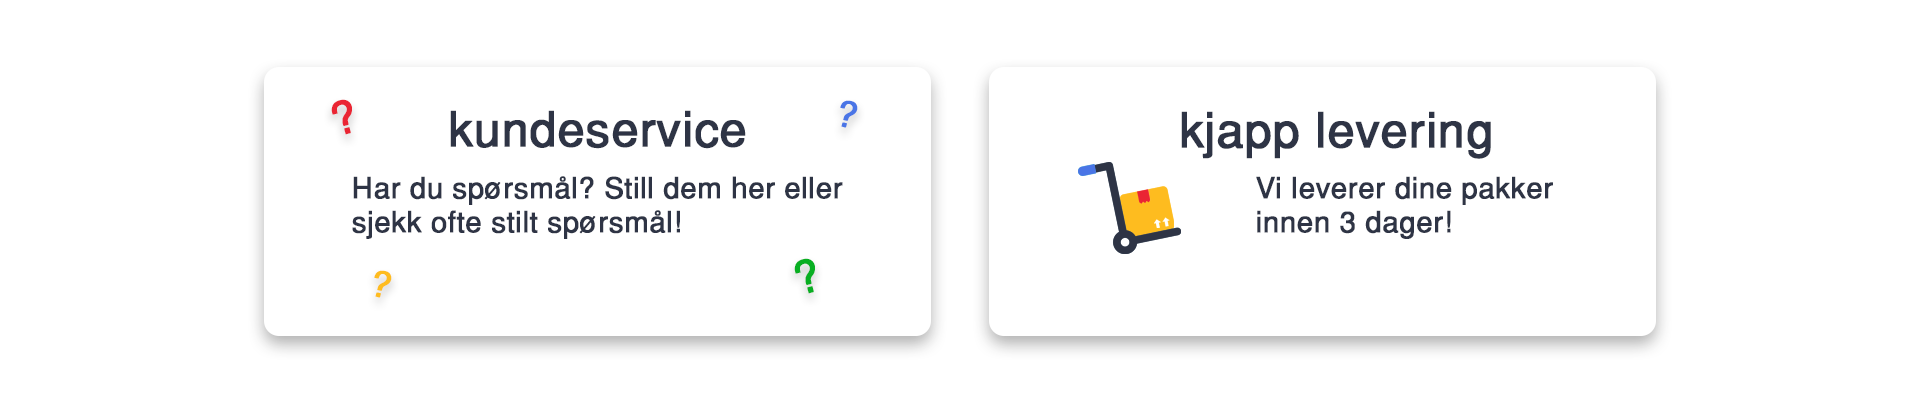 kundeservice
Har du spørsmål? Still dem her eller
sjekk ofte stilt spørsmål!
kjapp levering
Vi leverer dine pakker
innen 3 dager!